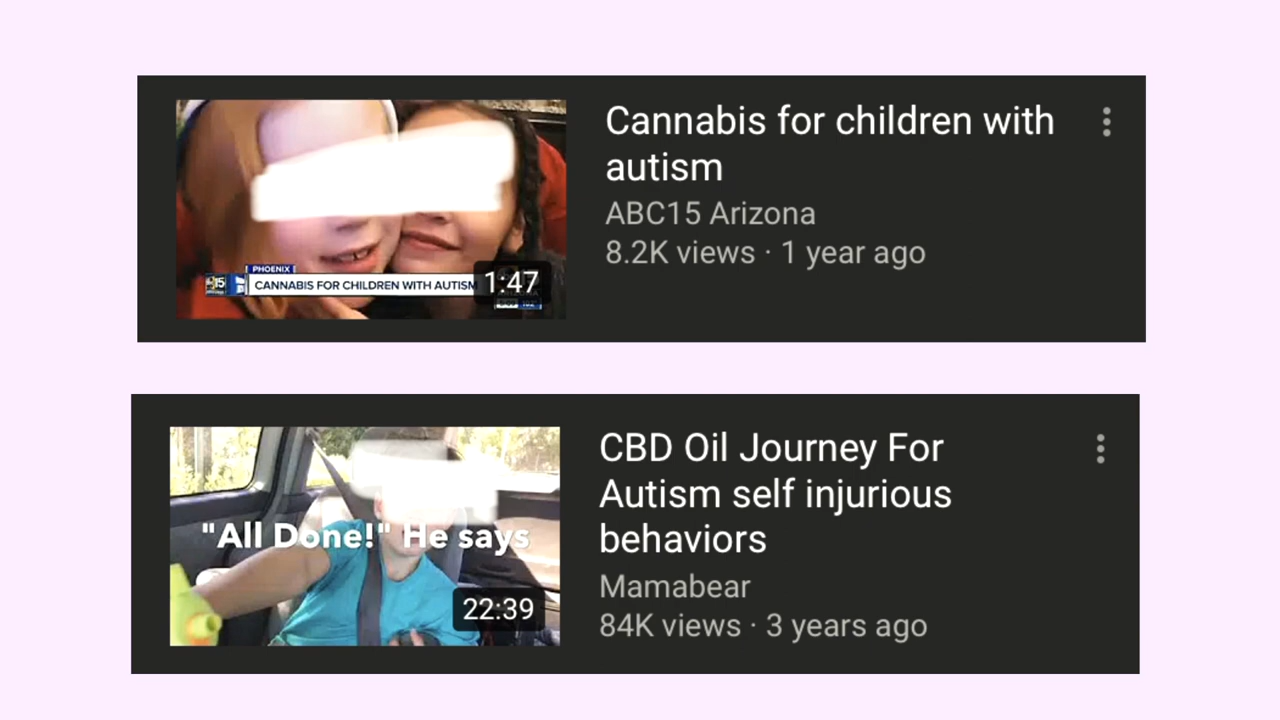 Cannabis for children with
autism
ABC15 Arizona
8.2K views · 1 year ago
PHOENIX
CANNABIS FOR CHILDREN WITH AUTISM
1:47
CBD Oil Journey For
Autism self injurious
behaviors
Mamabear
84K views · 3 years ago
"All Done!" He says
22:39